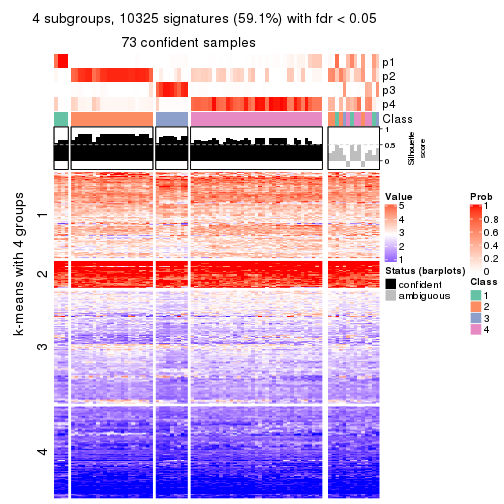 4 subgroups, 10325 signatures (59.1%) with fdr < 0.05
73 confident samples
p1
p2
p3
p4
Class
1
0.5
0
Silhouette
score
k-means with 4 groups
1
2
3
4
Value
5
4
3
2
1
Status (barplots)
confident
ambiguous
Prob
1
0.8
0.6
0.4
0.2
0
Class
1
2
3
4